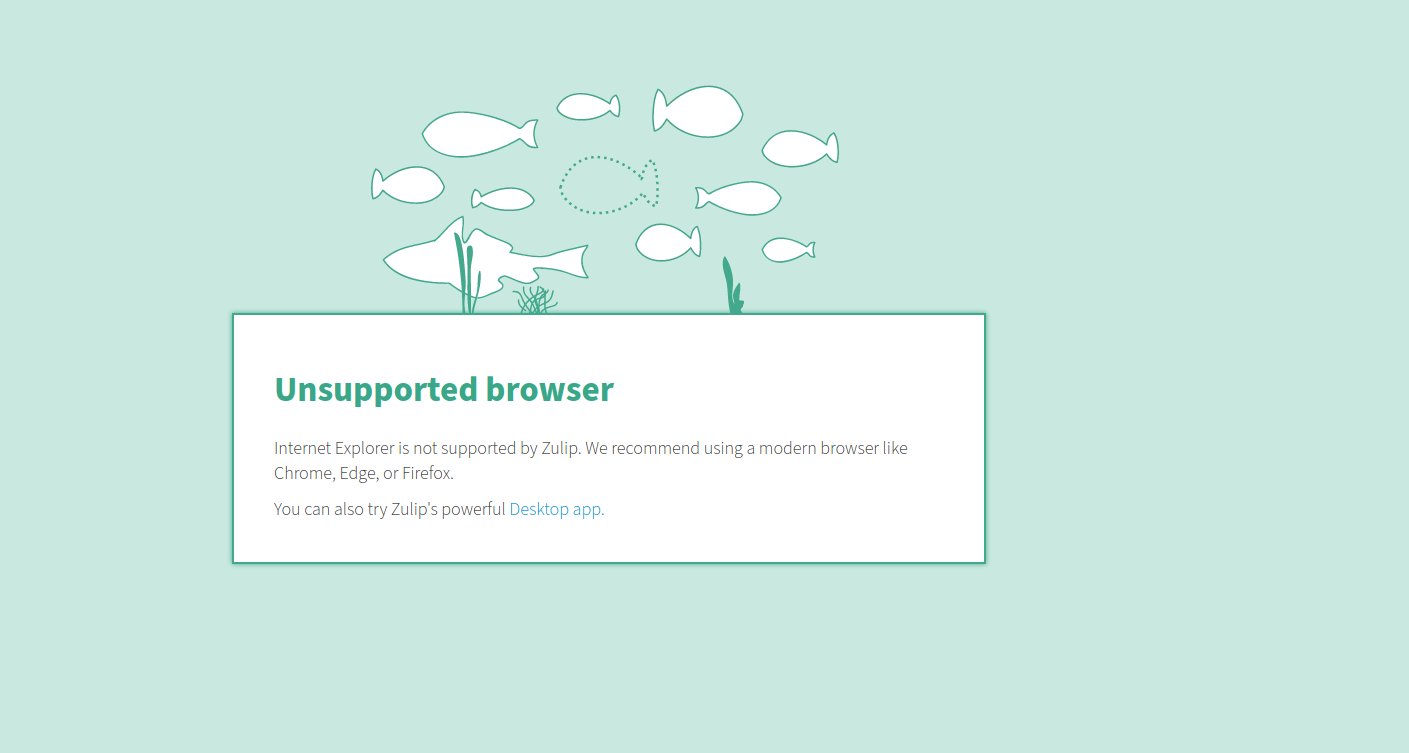 Unsupported browser
Internet Explorer is not supported by Zulip. We recommend using a modern browser like
Chrome, Edge, or Firefox.
You can also try Zulip's powerful Desktop app.